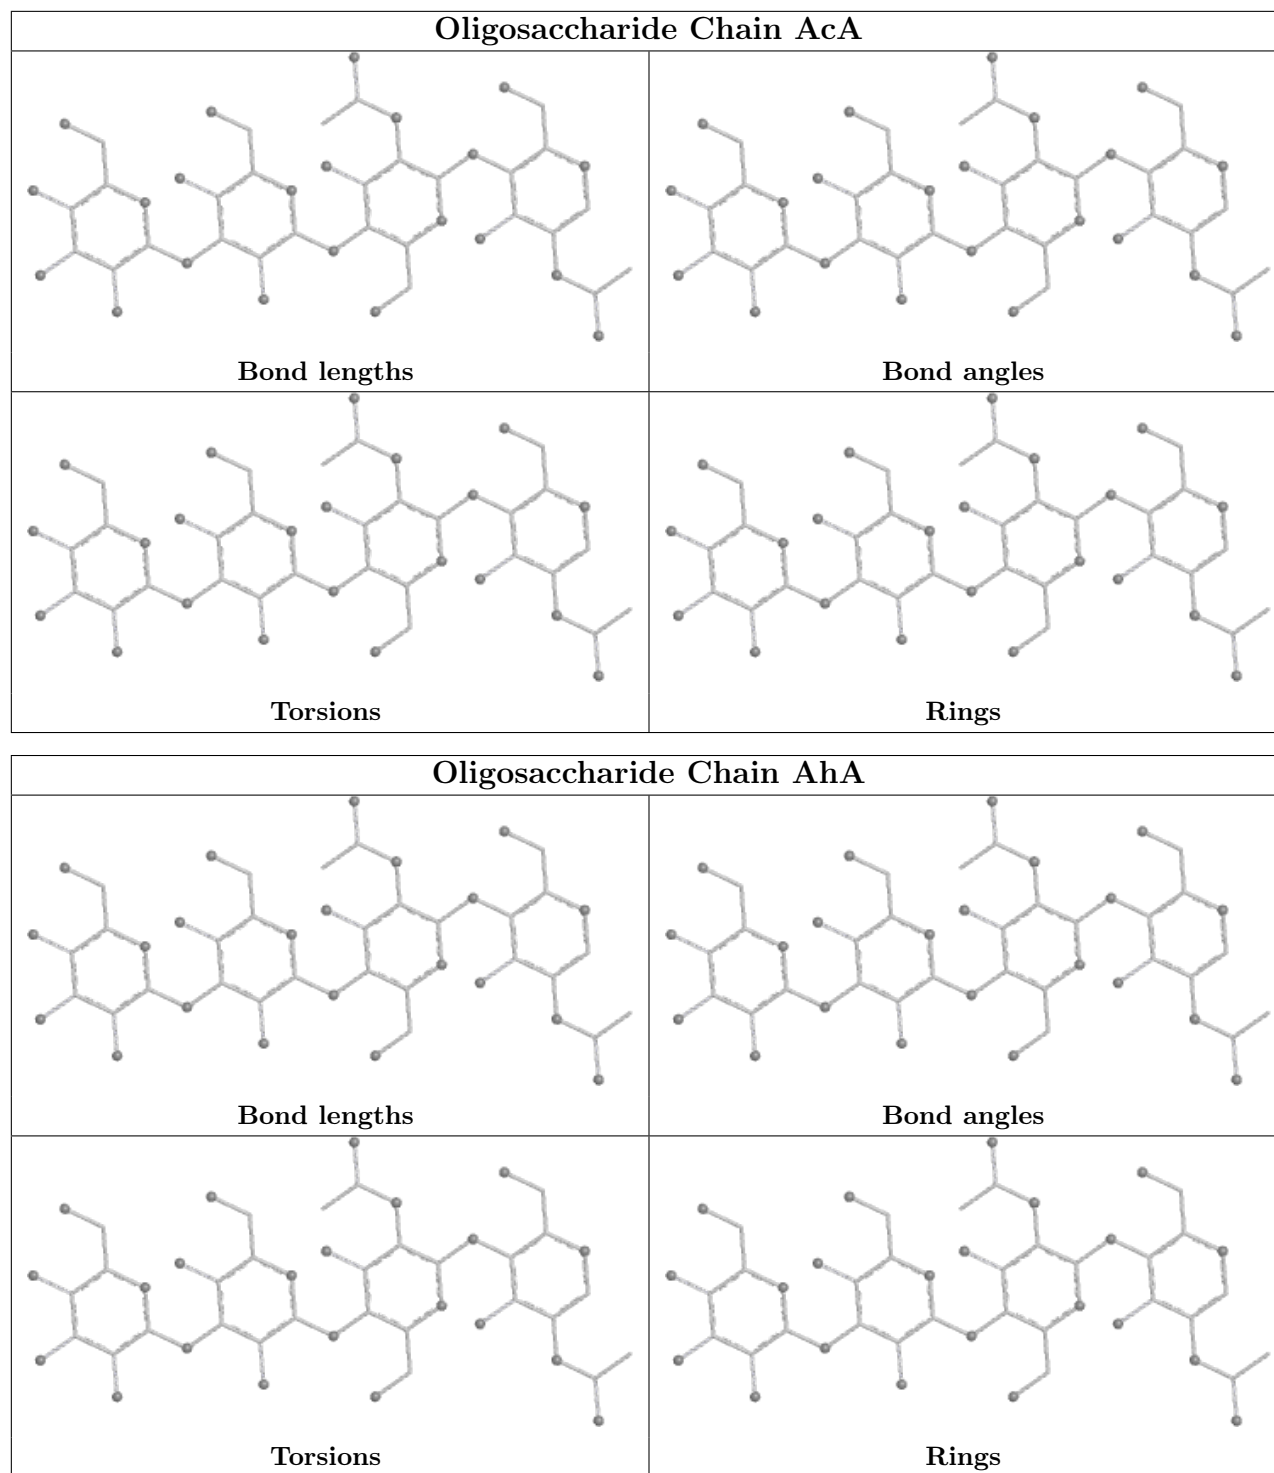 Oligosaccharide Chain AcA
Bond lengths
Bond angles
Torsions
Rings
Oligosaccharide Chain AhA
Bond lengths
Bond angles
Torsions
Rings